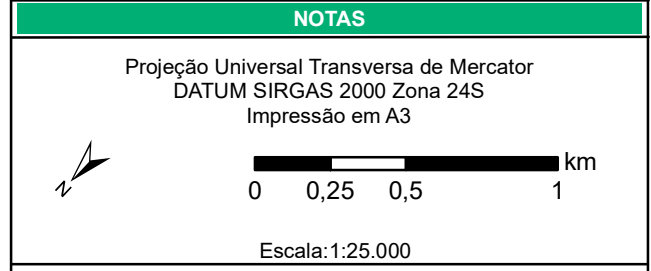 NOTAS
Projeção Universal Transversa de Mercator
DATUM SIRGAS 2000 Zona 24S
Impressão em A3
N
km
0 0,25 0,5 1
Escala:1:25.000